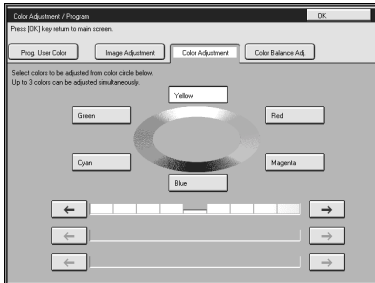 Color Adjustment / Program
OK
Press [OK] key return to main screen.
Prog. User Color
Image Adjustment
Color Adjustment
Color Balance Adj.
Select colors to be adjusted from color circle below.
Up to 3 colors can be adjusted simultaneously.
Yellow
Green
Red
Cyan
Magenta
Blue